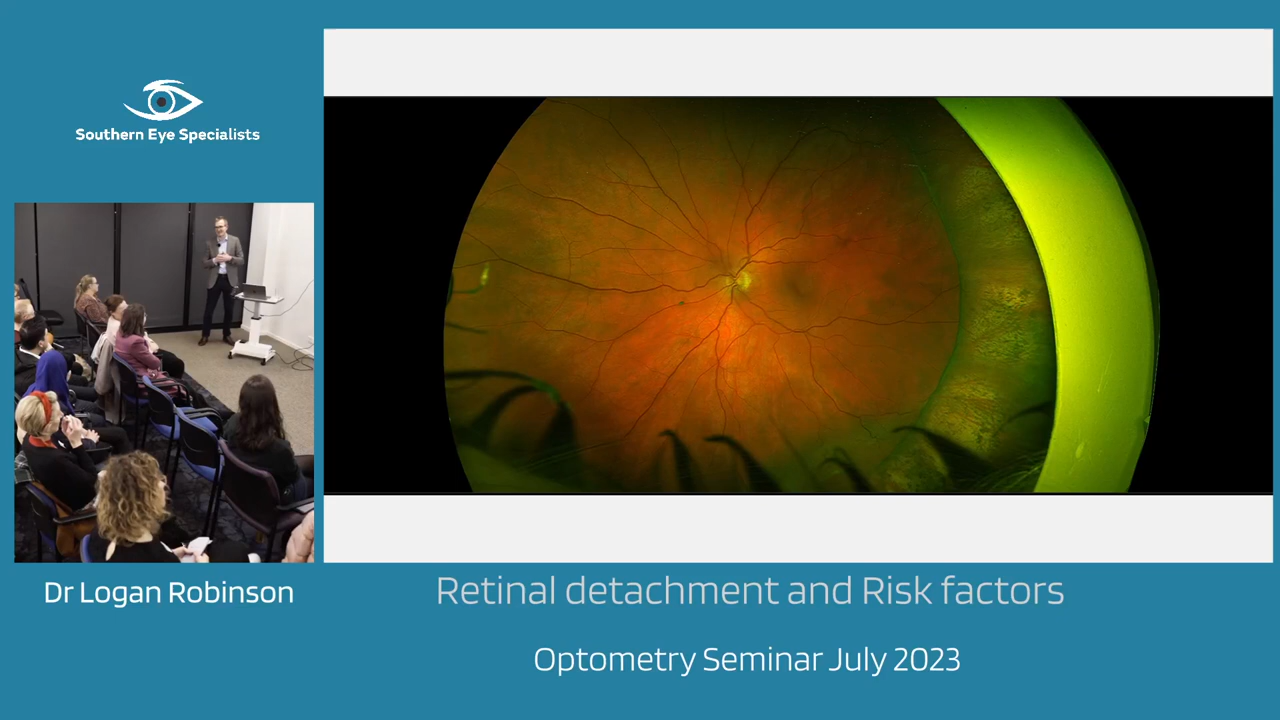 Southern Eye Specialists
Dr Logan Robinson
Retinal detachment and Risk factors
Optometry Seminar July 2023